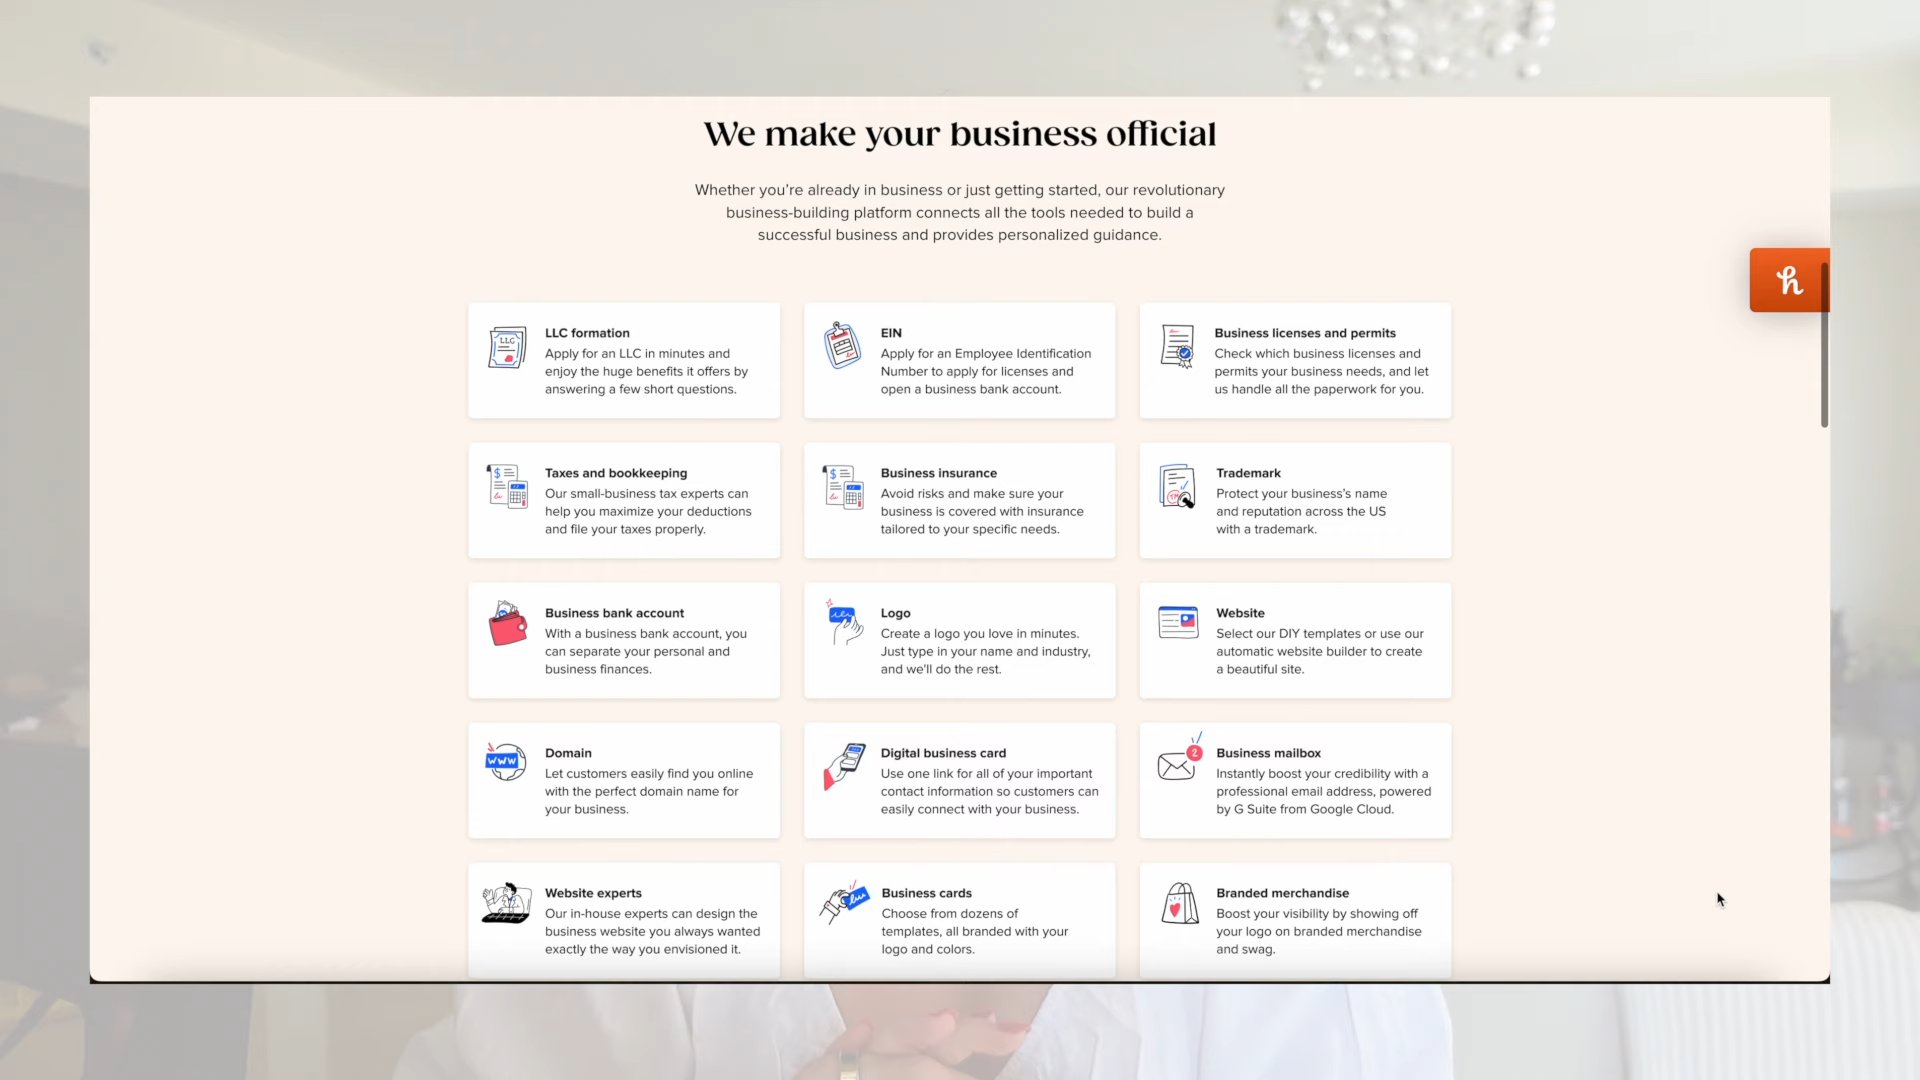 We make your business official
Whether you're already in business or just getting started, our revolutionary
business-building platform connects all the tools needed to build a
successful business and provides personalized guidance.
h
LLC
LLC formation
Apply for an LLC in minutes and
enjoy the huge benefits it offers by
answering a few short questions.
EIN
Apply for an Employee Identification
Number to apply for licenses and
open a business bank account.
Business licenses and permits
Check which business licenses and
permits your business needs, and let
us handle all the paperwork for you.
$
Taxes and bookkeeping
Our small-business tax experts can
help you maximize your deductions
and file your taxes properly.
$
Business insurance
Avoid risks and make sure your
business is covered with insurance
tailored to your specific needs.
TM
Trademark
Protect your business's name
and reputation across the US
with a trademark.
Business bank account
With a business bank account, you
can separate your personal and
business finances.
Logo
Create a logo you love in minutes.
Just type in your name and industry,
and we'll do the rest.
Website
Select our DIY templates or use our
automatic website builder to create
a beautiful site.
WWW
Domain
Let customers easily find you online
with the perfect domain name for
your business.
Digital business card
Use one link for all of your important
contact information so customers can
easily connect with your business.
2
Business mailbox
Instantly boost your credibility with a
professional email address, powered
by G Suite from Google Cloud.
Website experts
Our in-house experts can design the
business website you always wanted
exactly the way you envisioned it.
Business cards
Choose from dozens of
templates, all branded with your
logo and colors.
Branded merchandise
Boost your visibility by showing off
your logo on branded merchandise
and swag.